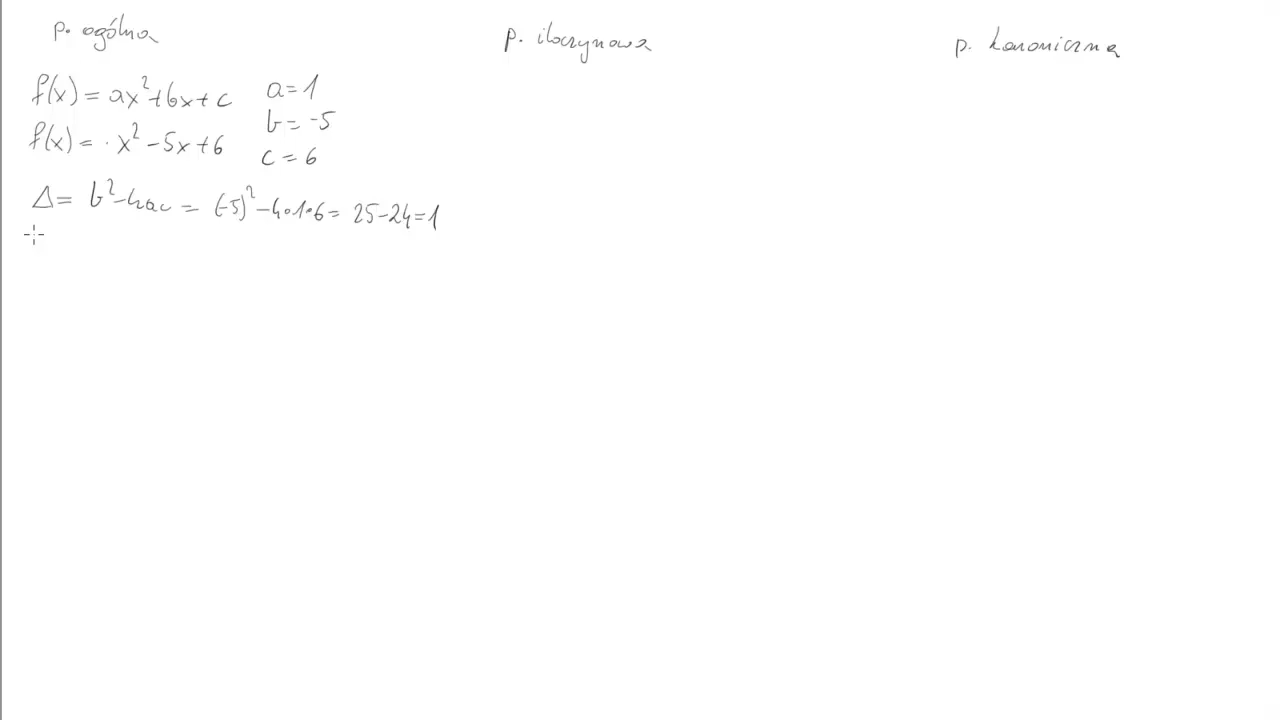 p. ogólna
p. iloczynowa
p. kanoniczna
f(x) = ax²+bx+c
a=1
f(x) = x²-5x+6
b=-5
c=6
Δ= b²-4ac = (-5)²-4·1·6= 25-24=1